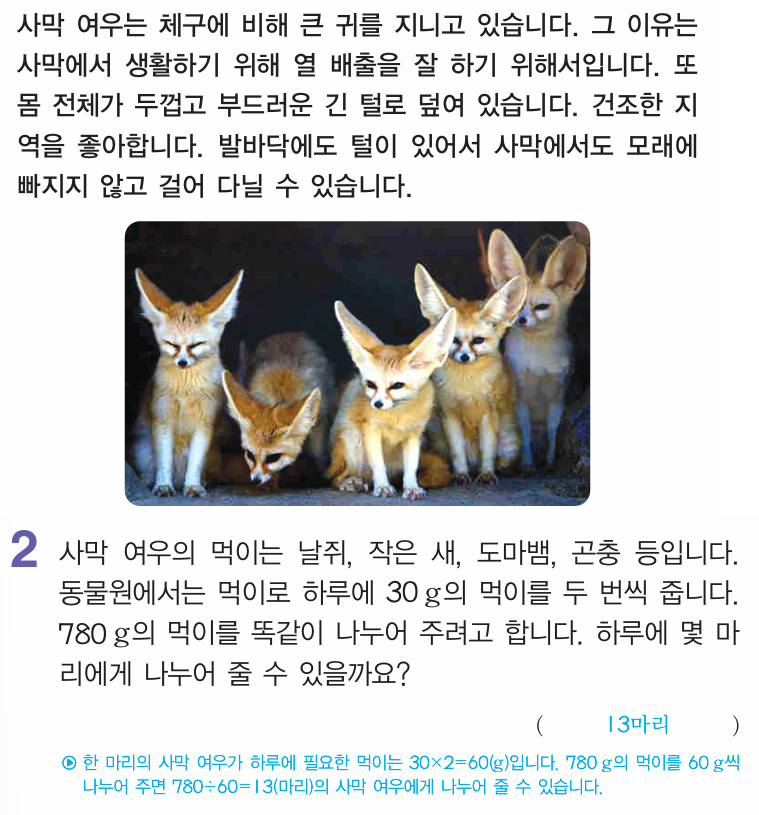 사막 여우는 체구에 비해 큰 귀를 지니고 있습니다. 그 이유는
사막에서 생활하기 위해 열 배출을 잘 하기 위해서입니다. 또
몸 전체가 두껍고 부드러운 긴 털로 덮여 있습니다. 건조한 지
역을 좋아합니다. 발바닥에도 털이 있어서 사막에서도 모래에
빠지지 않고 걸어 다닐 수 있습니다.
2 사막 여우의 먹이는 날쥐, 작은 새, 도마뱀, 곤충 등입니다.
동물원에서는 먹이로 하루에 30 g의 먹이를 두 번씩 줍니다.
780 g의 먹이를 똑같이 나누어 주려고 합니다. 하루에 몇 마
리에게 나누어 줄 수 있을까요?
( 13마리 )
한 마리의 사막 여우가 하루에 필요한 먹이는 30×2=60(g)입니다. 780 g의 먹이를 60 g씩
나누어 주면 780÷60=13(마리)의 사막 여우에게 나누어 줄 수 있습니다.